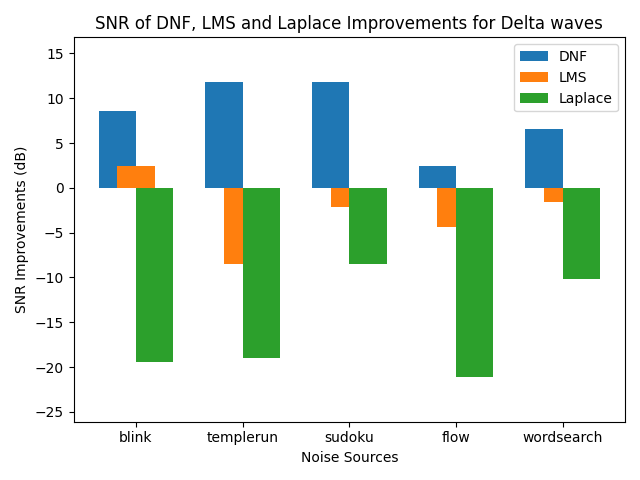 SNR of DNF, LMS and Laplace Improvements for Delta waves
DNF
LMS
Laplace
15
10
5
0
−5
−10
−15
−20
−25
SNR Improvements (dB)
blink
templerun
sudoku
flow
wordsearch
Noise Sources